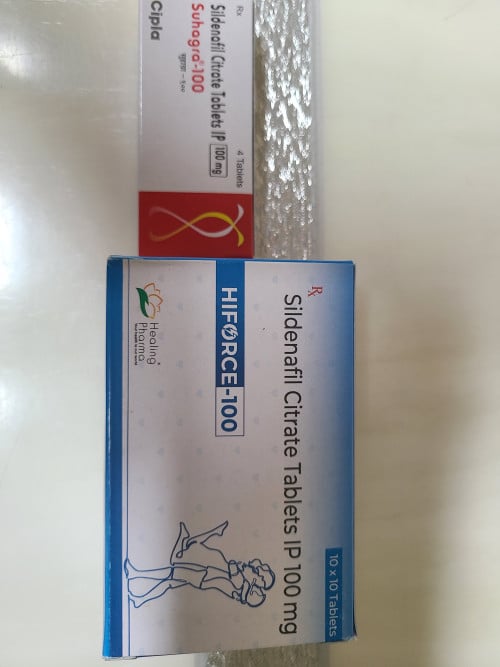 Rx
4 Tablets
Sildenafil Citrate Tablets IP 100 mg
Suhagra®-100
सुहाग्रा -१००
Cipla
Rx
10 x 10 Tablets
Sildenafil Citrate Tablets IP 100 mg
HIFORCE-100
Healing®
Pharma